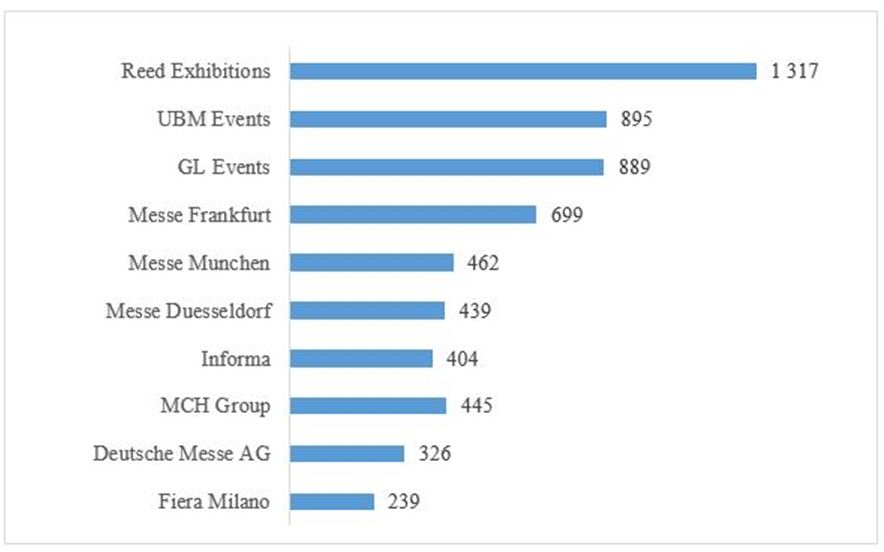 Reed Exhibitions 1 317
UBM Events 895
GL Events 889
Messe Frankfurt 699
Messe Munchen 462
Messe Duesseldorf 439
Informa 404
MCH Group 445
Deutsche Messe AG 326
Fiera Milano 239